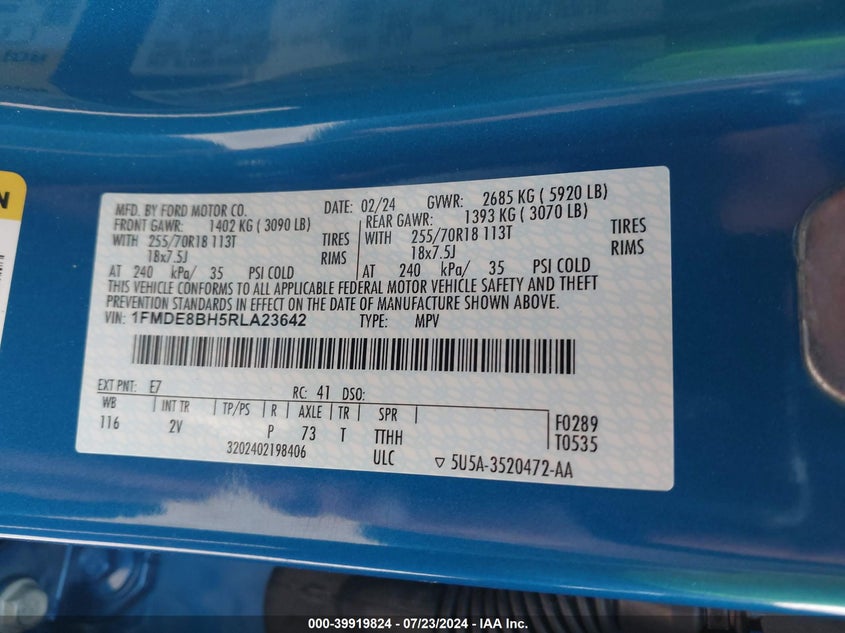 N
MFD. BY FORD MOTOR CO. DATE: 02/24 GVWR: 2685 KG ( 5920 LB)
FRONT GAWR: 1402 KG ( 3090 LB) REAR GAWR: 1393 KG ( 3070 LB)
WITH 255/70R18 113T TIRES WITH 255/70R18 113T TIRES
18x7.5J RIMS 18x7.5J RIMS
AT 240 kPa/ 35 PSI COLD AT 240 kPa/ 35 PSI COLD
THIS VEHICLE CONFORMS TO ALL APPLICABLE FEDERAL MOTOR VEHICLE SAFETY AND THEFT
PREVENTION STANDARDS IN EFFECT ON THE DATE OF MANUFACTURE SHOWN ABOVE.
VIN: 1FMDE8BH5RLA23642 TYPE: MPV
EXT PNT: E7 RC: 41 DSO:
WB INT TR TP/PS R AXLE TR SPR F0289
116 2V P 73 T TTHH T0535
3202402198406 ULC ▽ 5U5A-3520472-AA
000-39919824 / 07/23/2024 - IAA Inc.